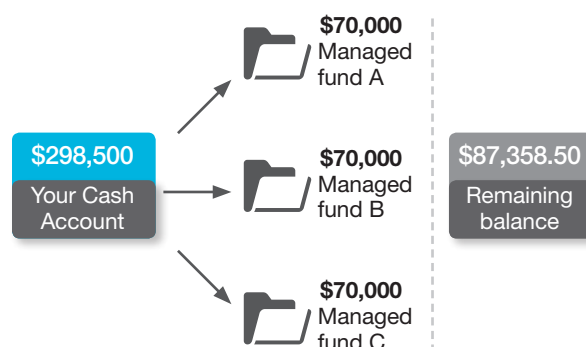 $70,000
Managed
fund A
$298,500
Your Cash
Account
$70,000
Managed
fund B
$87,358.50
Remaining
balance
$70,000
Managed
fund C